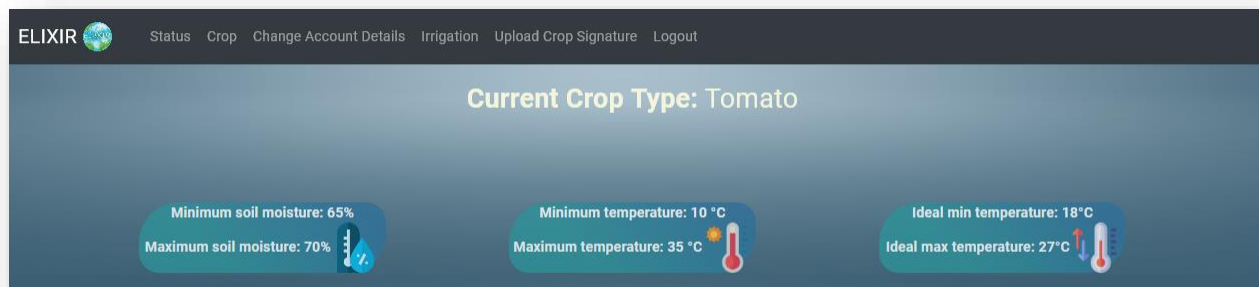 ELIXIR Status Crop Change Account Details Irrigation Upload Crop Signature Logout
Current Crop Type: Tomato
Minimum soil moisture: 65%
Maximum soil moisture: 70%
Minimum temperature: 10 °C
Maximum temperature: 35 °C
Ideal min temperature: 18°C
Ideal max temperature: 27°C
%